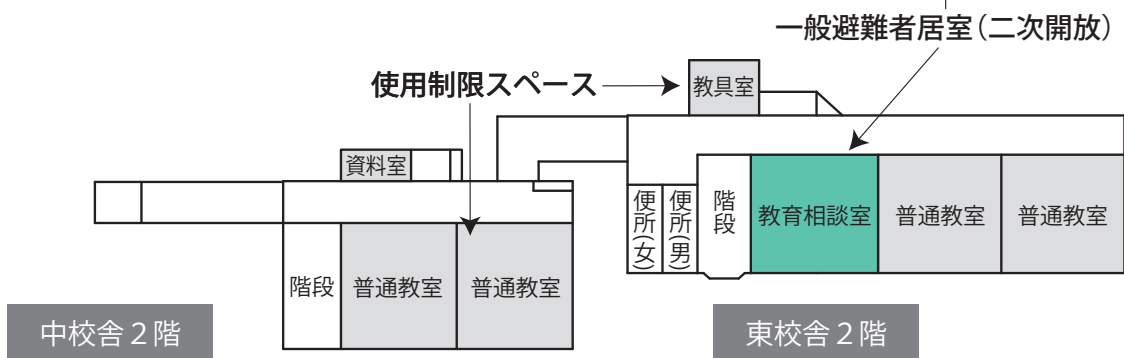 一般避難者居室（二次開放）
使用制限スペース
教具室
資料室
便所（女）
便所（男）
階段
教育相談室
普通教室
普通教室
階段
普通教室
普通教室
中校舎２階
東校舎２階